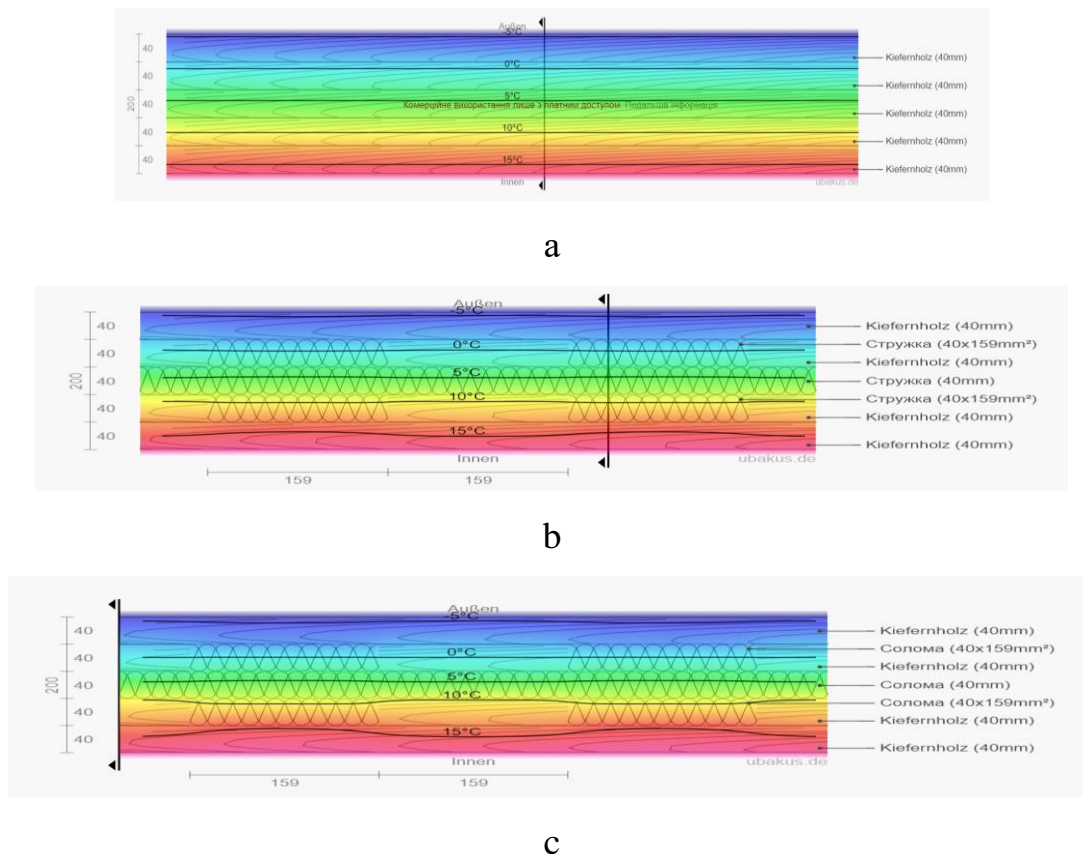 Außen
-5°C
40
0°C
Kiefernholz (40mm)
40
Kiefernholz (40mm)
5°C
200
Комерційне використання лише з платним доступом Подальша інформація
40
Kiefernholz (40mm)
10°C
40
Kiefernholz (40mm)
15°C
40
Kiefernholz (40mm)
Innen
ubakus.de
a
Außen
-5°C
40
Kiefernholz (40mm)
0°C
Стружка (40x159mm²)
40
Kiefernholz (40mm)
5°C
200
40
Стружка (40mm)
10°C
Стружка (40x159mm²)
40
Kiefernholz (40mm)
15°C
40
Kiefernholz (40mm)
Innen
ubakus.de
159
159
b
Außen
-5°C
40
Kiefernholz (40mm)
0°C
Солома (40x159mm²)
40
Kiefernholz (40mm)
5°C
200
40
Солома (40mm)
10°C
Солома (40x159mm²)
40
Kiefernholz (40mm)
15°C
40
Kiefernholz (40mm)
Innen
ubakus.de
159
159
c